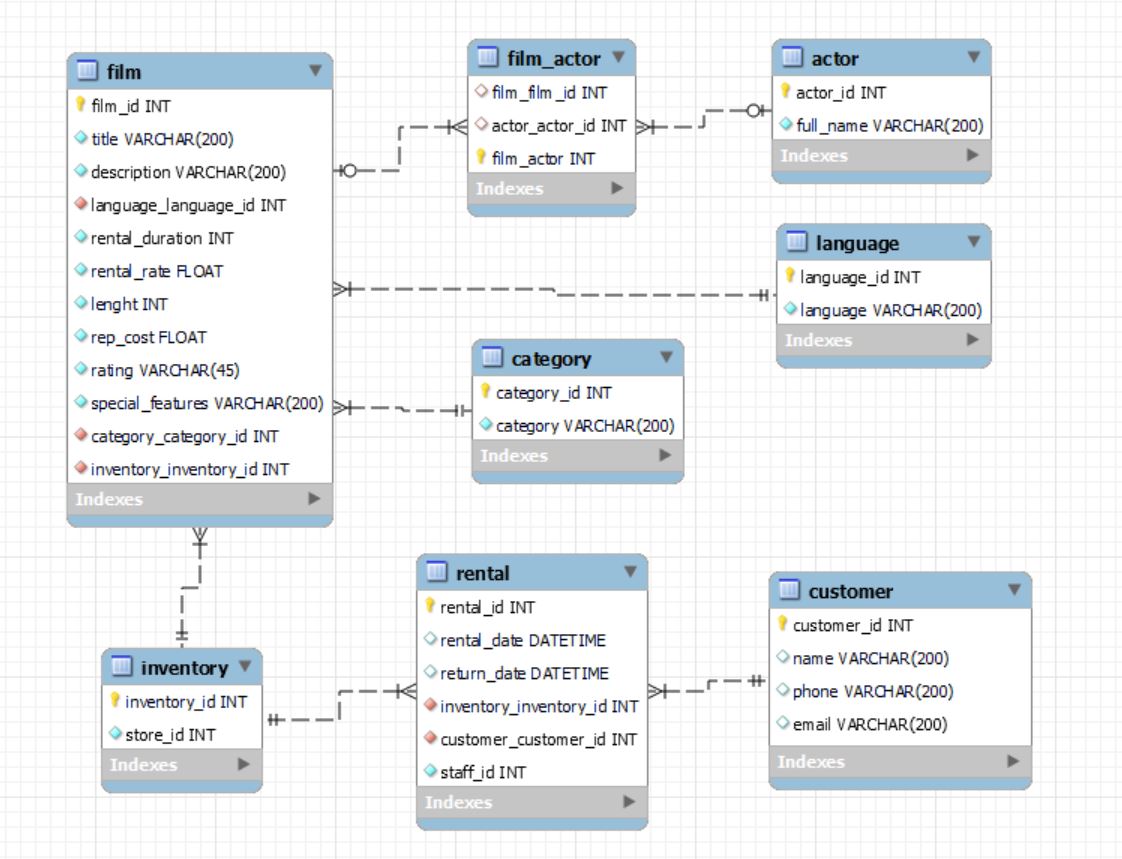 film
film_id INT
title VARCHAR(200)
description VARCHAR(200)
language_language_id INT
rental_duration INT
rental_rate FLOAT
lenght INT
rep_cost FLOAT
rating VARCHAR(45)
special_features VARCHAR(200)
category_category_id INT
inventory_inventory_id INT
Indexes
film_actor
film_film_id INT
actor_actor_id INT
film_actor INT
Indexes
actor
actor_id INT
full_name VARCHAR(200)
Indexes
language
language_id INT
language VARCHAR(200)
Indexes
category
category_id INT
category VARCHAR(200)
Indexes
inventory
inventory_id INT
store_id INT
Indexes
rental
rental_id INT
rental_date DATETIME
return_date DATETIME
inventory_inventory_id INT
customer_customer_id INT
staff_id INT
Indexes
customer
customer_id INT
name VARCHAR(200)
phone VARCHAR(200)
email VARCHAR(200)
Indexes